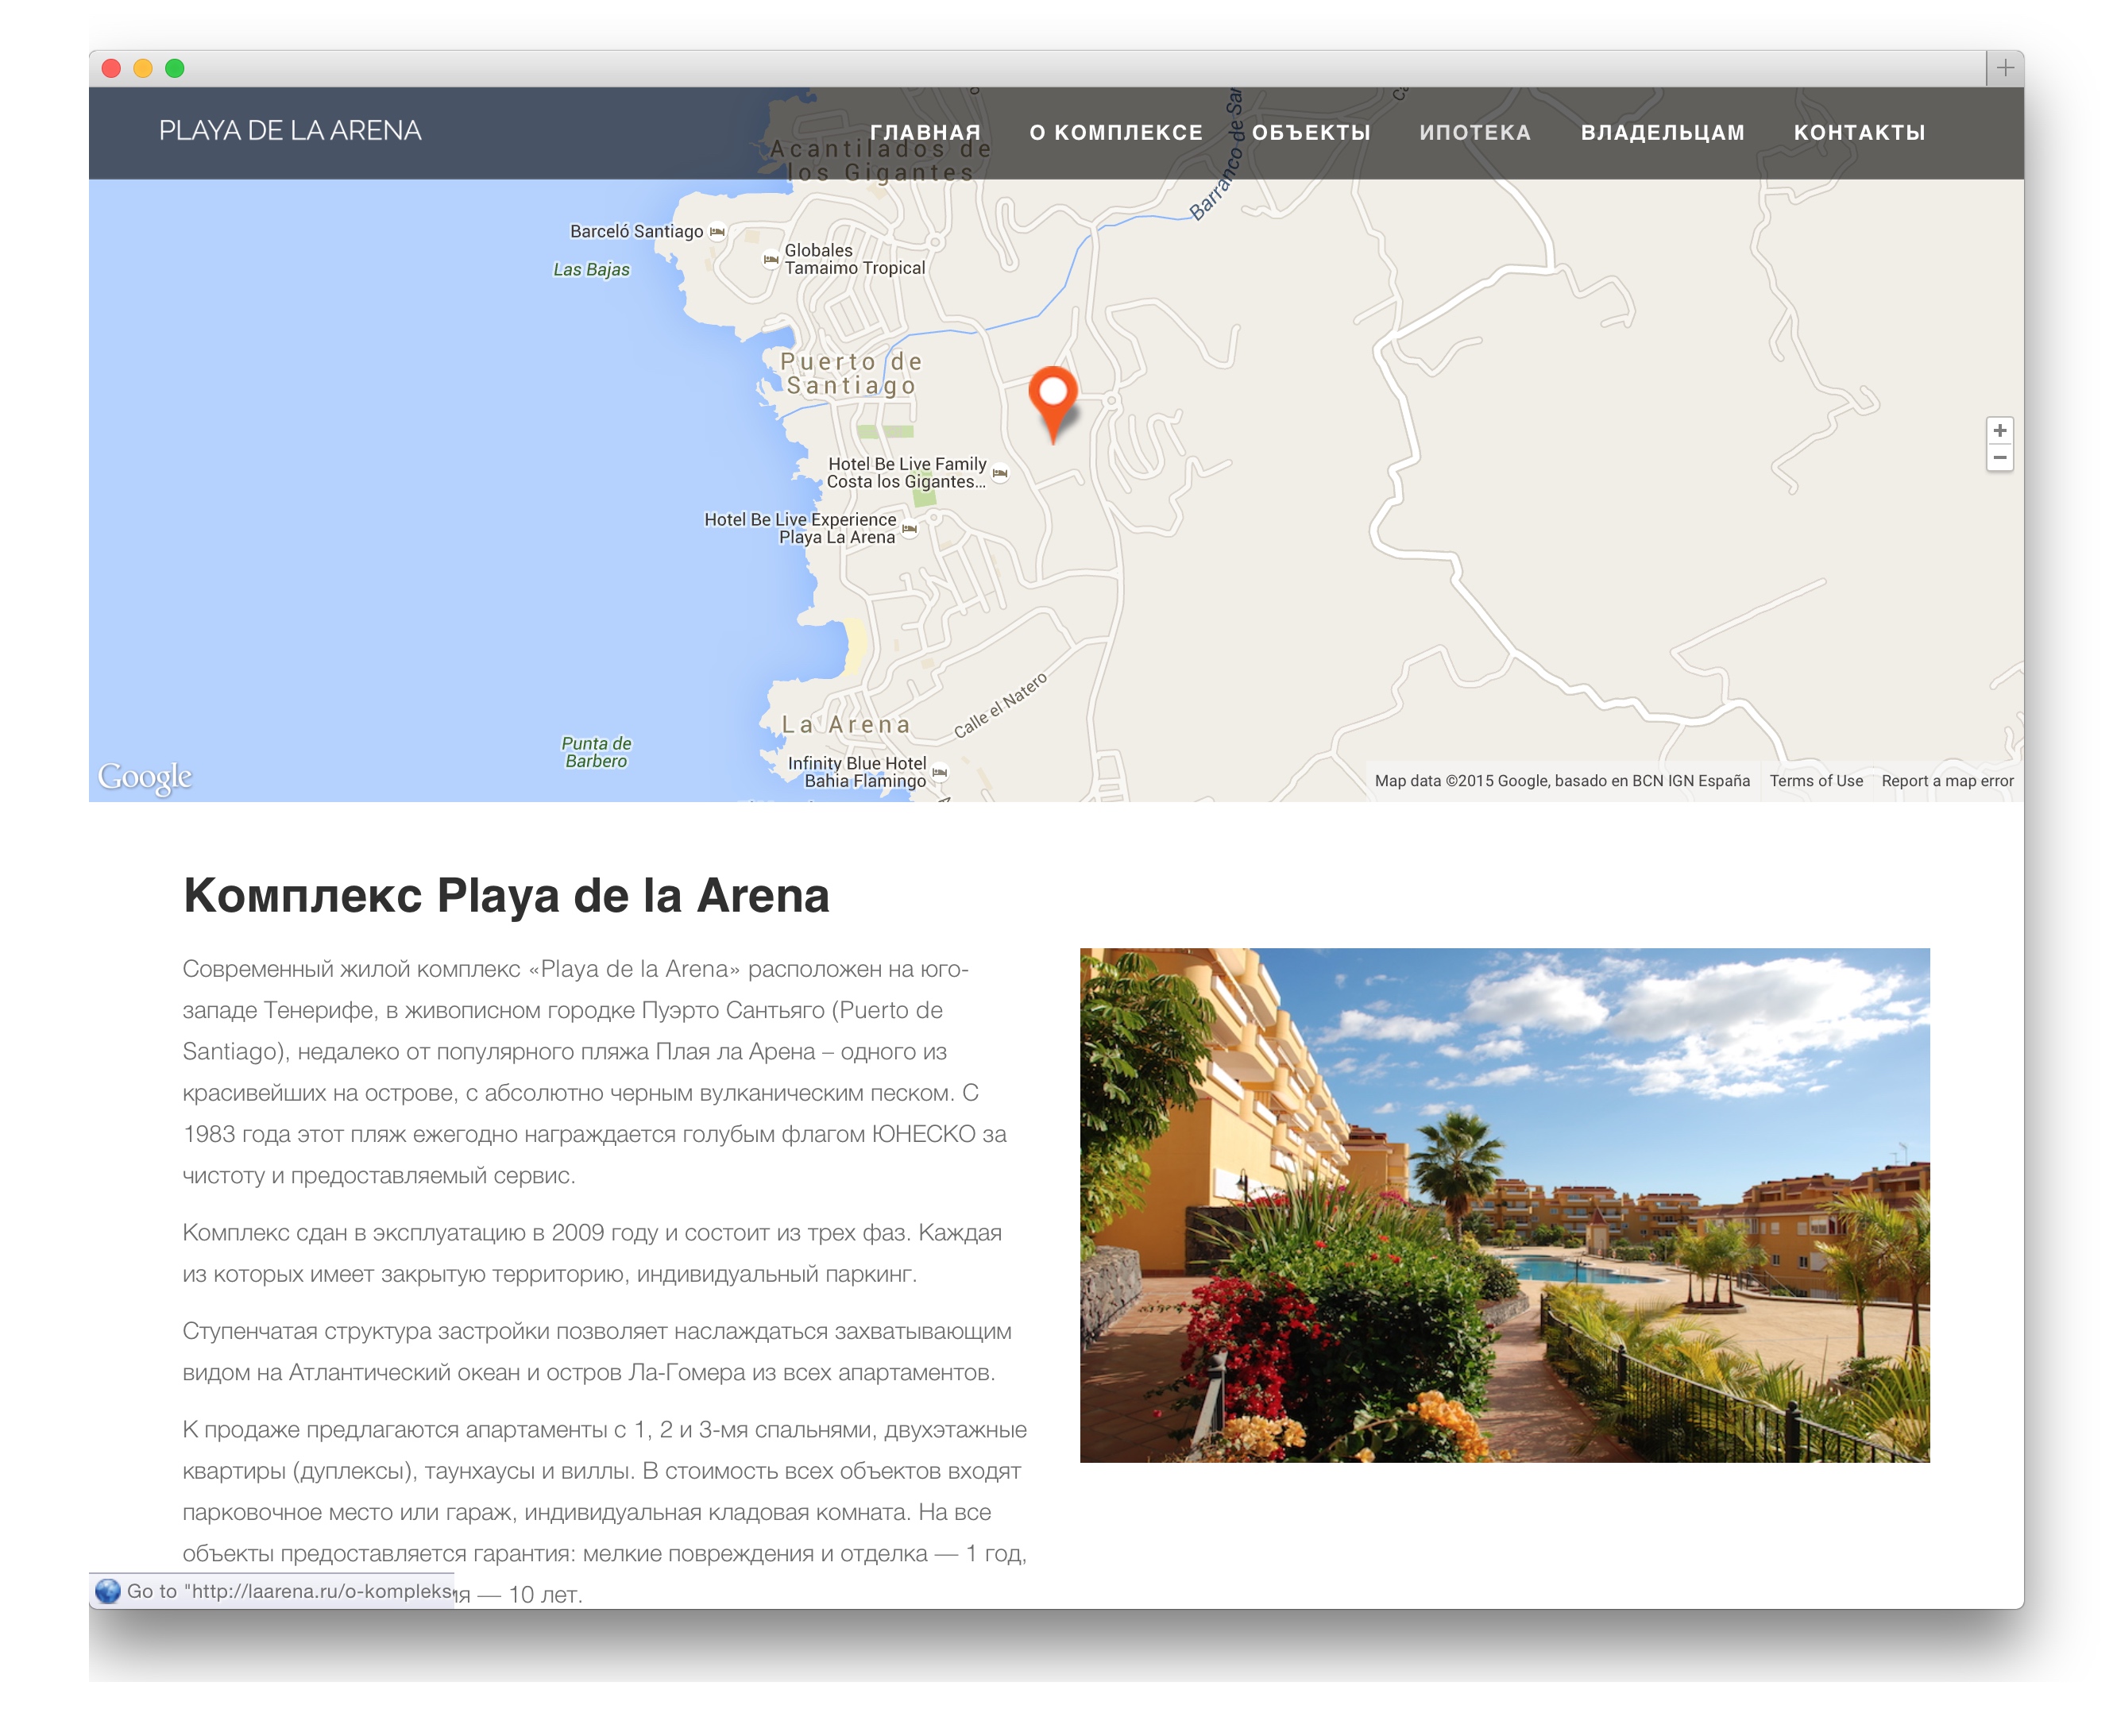 PLAYA DE LA ARENA
ГЛАВНАЯ
О КОМПЛЕКСЕ
ОБЪЕКТЫ
ИПОТЕКА
ВЛАДЕЛЬЦАМ
КОНТАКТЫ
Acantilados de
los Gigantes
Barranco de Sa
Barceló Santiago
Las Bajas
Globales
Tamaimo Tropical
Puerto de
Santiago
Hotel Be Live Family
Costa los Gigantes...
Hotel Be Live Experience
Playa La Arena
La Arena
Calle el Natero
Punta de
Barbero
Infinity Blue Hotel
Bahia Flamingo
Google
Map data ©2015 Google, basado en BCN IGN España
Terms of Use
Report a map error
Комплекс Playa de la Arena
Современный жилой комплекс «Playa de la Arena» расположен на юго-
западе Тенерифе, в живописном городке Пуэрто Сантьяго (Puerto de
Santiago), недалеко от популярного пляжа Плая ла Арена – одного из
красивейших на острове, с абсолютно черным вулканическим песком. С
1983 года этот пляж ежегодно награждается голубым флагом ЮНЕСКО за
чистоту и предоставляемый сервис.
Комплекс сдан в эксплуатацию в 2009 году и состоит из трех фаз. Каждая
из которых имеет закрытую территорию, индивидуальный паркинг.
Ступенчатая структура застройки позволяет наслаждаться захватывающим
видом на Атлантический океан и остров Ла-Гомера из всех апартаментов.
К продаже предлагаются апартаменты с 1, 2 и 3-мя спальнями, двухэтажные
квартиры (дуплексы), таунхаусы и виллы. В стоимость всех объектов входят
парковочное место или гараж, индивидуальная кладовая комната. На все
объекты предоставляется гарантия: мелкие повреждения и отделка — 1 год,
я — 10 лет.
Go to "http://laarena.ru/o-kompleks